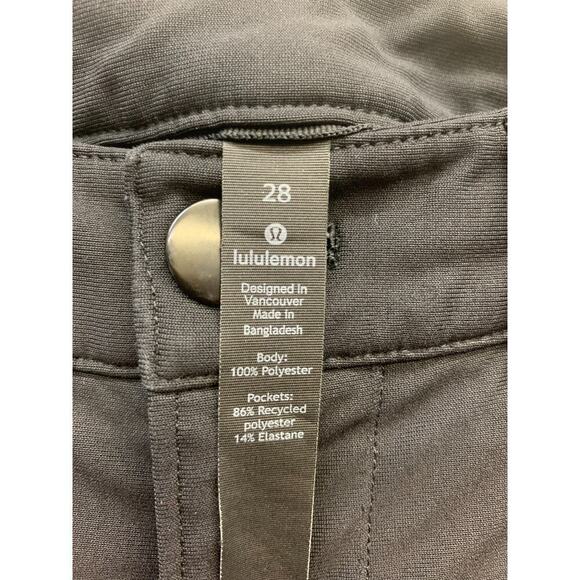 28
lululemon
Designed in
Vancouver
Made in
Bangladesh
Body:
100% Polyester
Pockets:
86% Recycled
polyester
14% Elastane